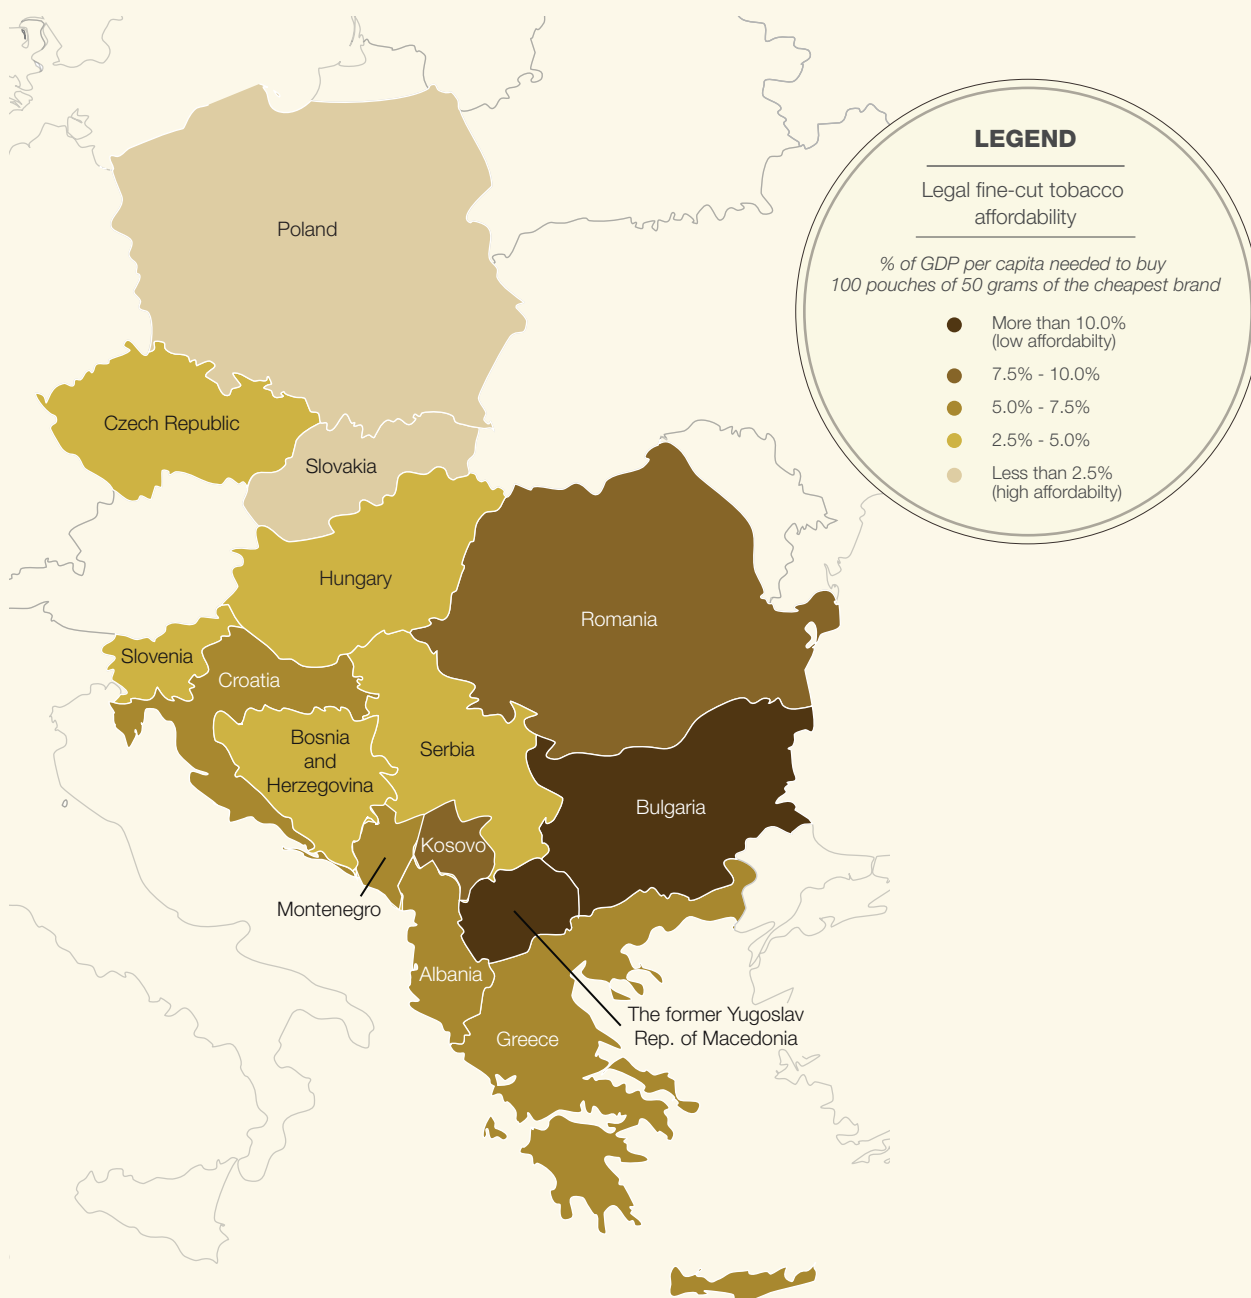 LEGEND
Legal fine-cut tobacco
affordability
% of GDP per capita needed to buy
100 pouches of 50 grams of the cheapest brand
More than 10.0%
(low affordabilty)
7.5% - 10.0%
5.0% - 7.5%
2.5% - 5.0%
Less than 2.5%
(high affordabilty)
Poland
Czech Republic
Slovakia
Hungary
Romania
Slovenia
Croatia
Bosnia
and
Herzegovina
Serbia
Bulgaria
Kosovo
Montenegro
Albania
The former Yugoslav
Rep. of Macedonia
Greece